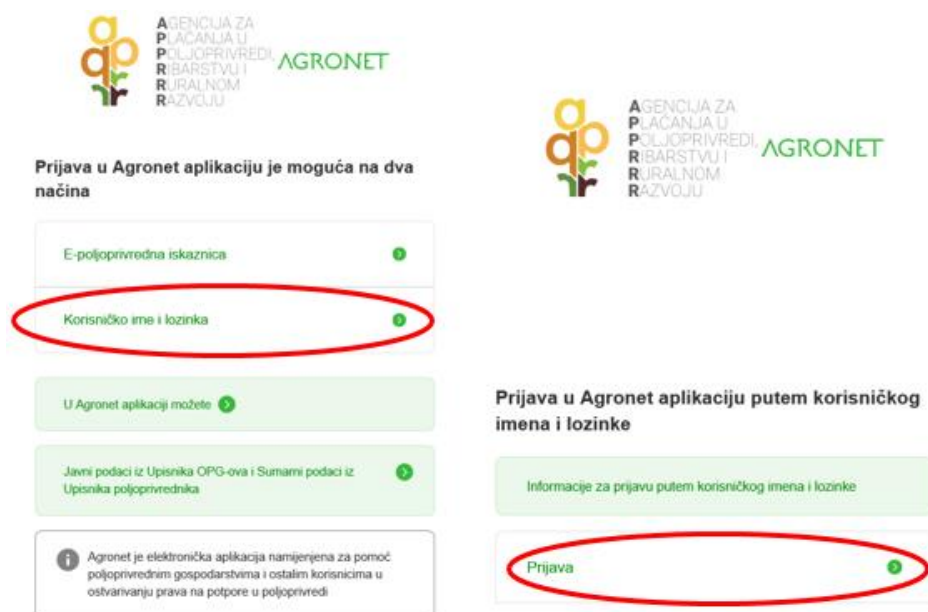 AGENCIJA ZA
PLAĆANJA U
POLJOPRIVREDI,
RIBARSTVU I
RURALNOM
RAZVOJU
AGRONET
Prijava u Agronet aplikaciju je moguća na dva
načina
E-poljoprivredna iskaznica
Korisničko ime i lozinka
U Agronet aplikaciji možete
Javni podaci iz Upisnika OPG-ova i Sumarni podaci iz
Upisnika poljoprivrednika
Agronet je elektronička aplikacija namijenjena za pomoć
poljoprivrednim gospodarstvima i ostalim korisnicima u
ostvarivanju prava na potpore u poljoprivredi
AGENCIJA ZA
PLAĆANJA U
POLJOPRIVREDI,
RIBARSTVU I
RURALNOM
RAZVOJU
AGRONET
Prijava u Agronet aplikaciju putem korisničkog
imena i lozinke
Informacije za prijavu putem korisničkog imena i lozinke
Prijava